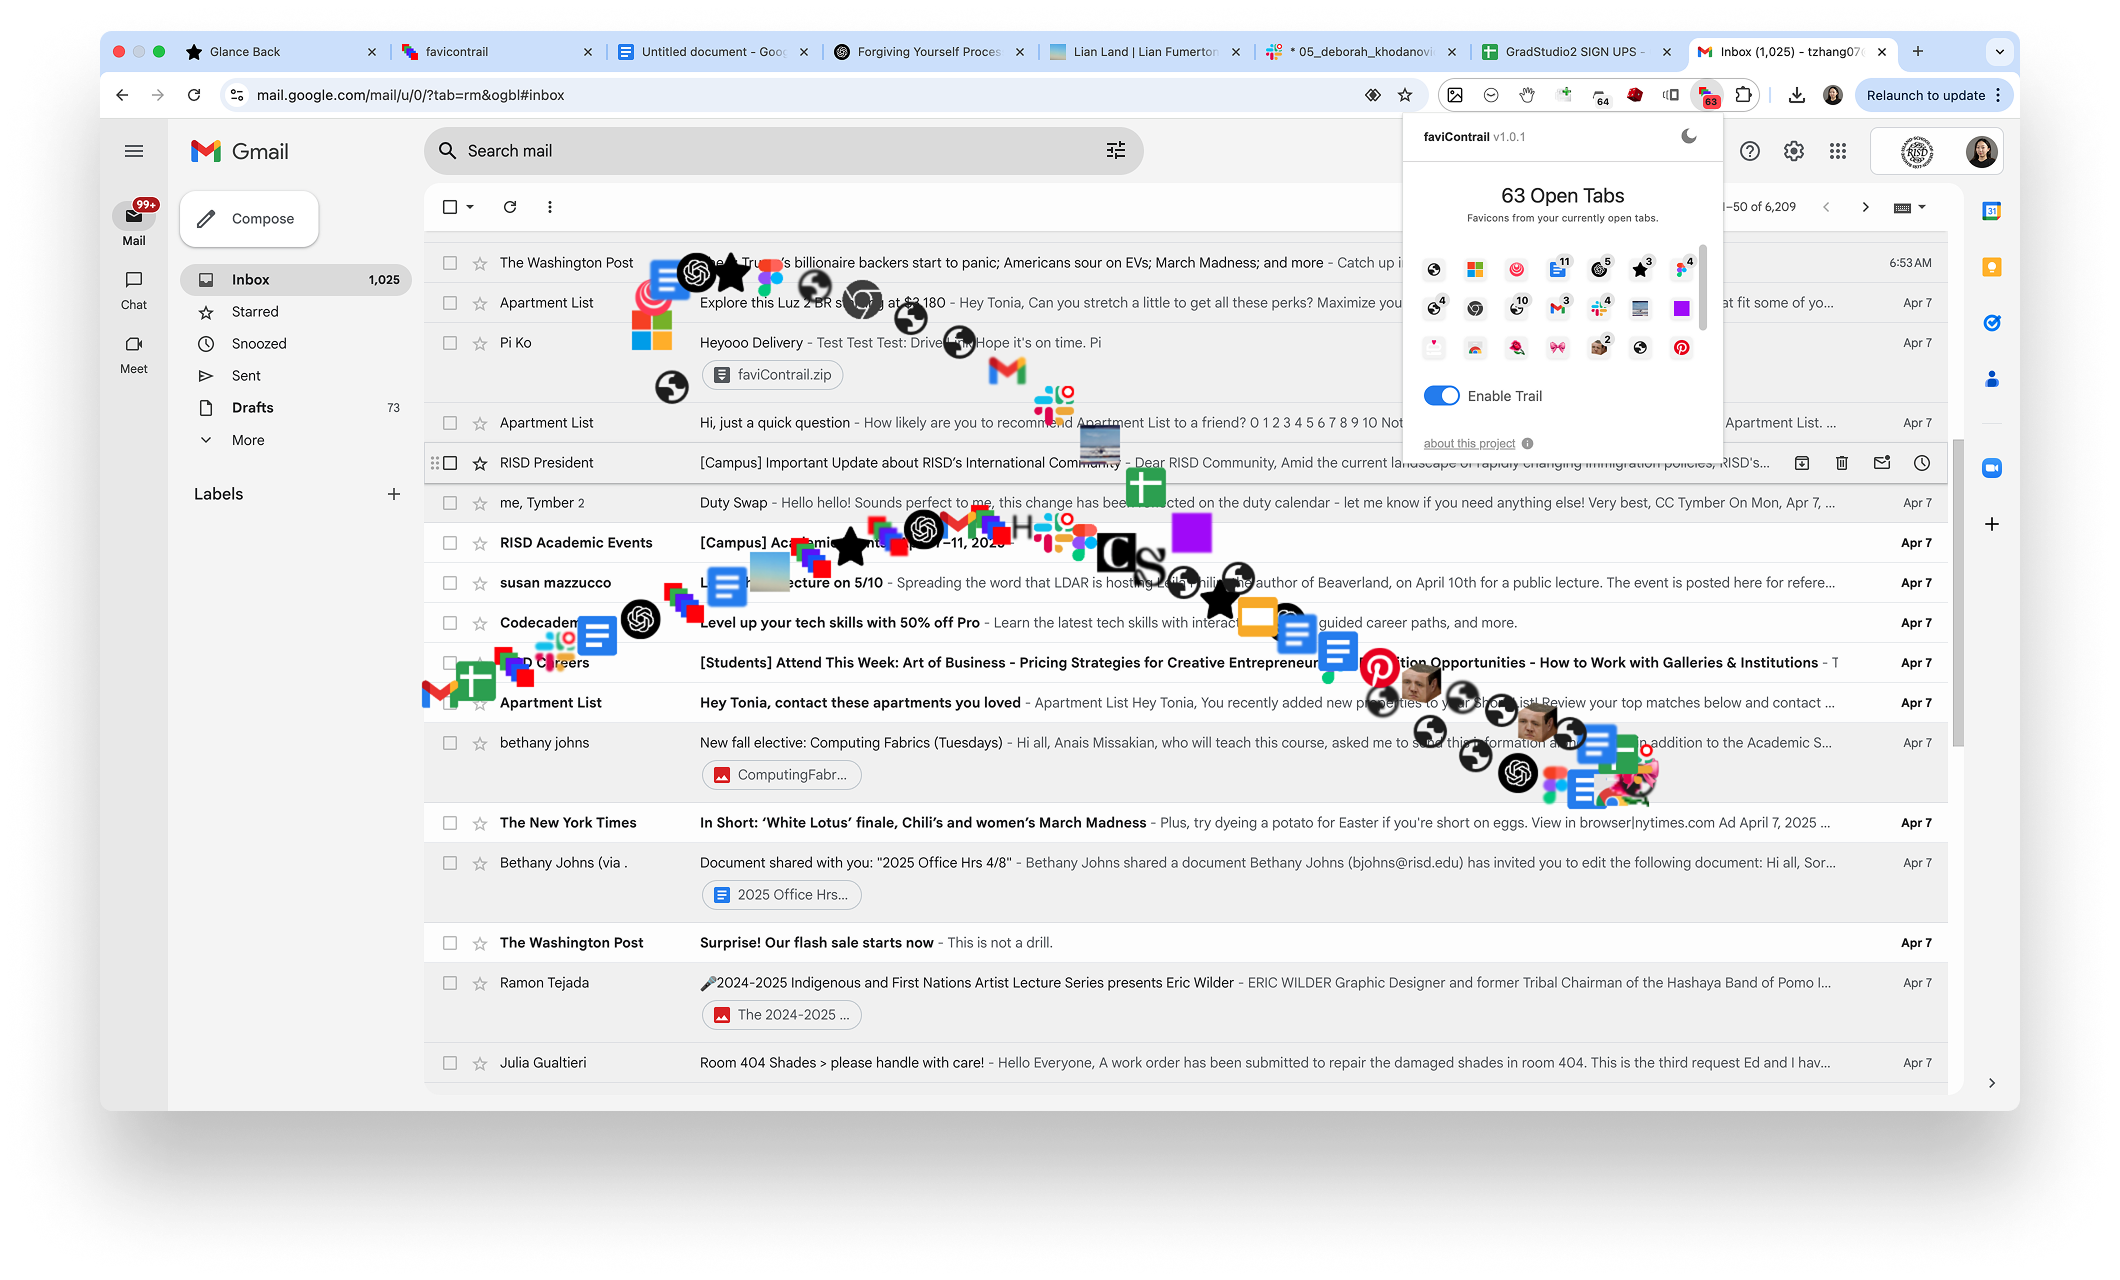 Glance Back
favicontrail
Untitled document - Goog
Forgiving Yourself Proces
Lian Land | Lian Fumerton
* 05_deborah_khodanovi
GradStudio2 SIGN UPS -
Inbox (1,025) - tzhang07
mail.google.com/mail/u/0/?tab=rm&ogbl#inbox
64
63
Relaunch to update
Gmail
Search mail
faviContrail v1.0.1
RISD
63 Open Tabs
Favicons from your currently open tabs.
11 5 3 4
4 10 3 4
2
Enable Trail
about this project
99+
Mail
Chat
Meet
Compose
Inbox 1,025
Starred
Snoozed
Sent
Drafts 73
More
Labels
1–50 of 6,209
31
The Washington Post billionaire backers start to panic; Americans sour on EVs; March Madness; and more - Catch up i 6:53 AM
Apartment List Explore this Luz 2 BR at $3,180 - Hey Tonia, Can you stretch a little to get all these perks? Maximize you at fit some of yo... Apr 7
Pi Ko Heyooo Delivery - Test Test Test: Drive Hope it's on time. Pi Apr 7
faviContrail.zip
Apartment List Hi, just a quick question - How likely are you to recommend Apartment List to a friend? 0 1 2 3 4 5 6 7 8 9 10 Not Apartment List. ... Apr 7
RISD President [Campus] Important Update about RISD's International Community - Dear RISD Community, Amid the current landscape of rapidly changing immigration policies, RISD's...
me, Tymber 2 Duty Swap - Hello hello! Sounds perfect to me, this change has been on the duty calendar - let me know if you need anything else! Very best, CC Tymber On Mon, Apr 7, ... Apr 7
RISD Academic Events [Campus] Apr 7
susan mazzucco ecture on 5/10 - Spreading the word that LDAR is hosting author of Beaverland, on April 10th for a public lecture. The event is posted here for refere... Apr 7
Level up your tech skills with 50% off Pro - Learn the latest tech skills with guided career paths, and more. Apr 7
Careers [Students] Attend This Week: Art of Business - Pricing Strategies for Creative Entrepreneur Opportunities - How to Work with Galleries & Institutions - T Apr 7
Apartment List Hey Tonia, contact these apartments you loved - Apartment List Hey Tonia, You recently added new properties to your List! Review your top matches below and contact ... Apr 7
bethany johns New fall elective: Computing Fabrics (Tuesdays) - Hi all, Anais Missakian, who will teach this course, asked me to send this information addition to the Academic S... Apr 7
ComputingFabr...
The New York Times In Short: ‘White Lotus’ finale, Chili’s and women’s March Madness - Plus, try dyeing a potato for Easter if you're short on eggs. View in browser|nytimes.com Ad April 7, 2025 ... Apr 7
Bethany Johns (via . Document shared with you: "2025 Office Hrs 4/8" - Bethany Johns shared a document Bethany Johns (bjohns@risd.edu) has invited you to edit the following document: Hi all, Sor... Apr 7
2025 Office Hrs...
The Washington Post Surprise! Our flash sale starts now - This is not a drill. Apr 7
Ramon Tejada 🎤2024-2025 Indigenous and First Nations Artist Lecture Series presents Eric Wilder - ERIC WILDER Graphic Designer and former Tribal Chairman of the Hashaya Band of Pomo I... Apr 7
The 2024-2025 ...
Julia Gualtieri Room 404 Shades > please handle with care! - Hello Everyone, A work order has been submitted to repair the damaged shades in room 404. This is the third request Ed and I hav... Apr 7